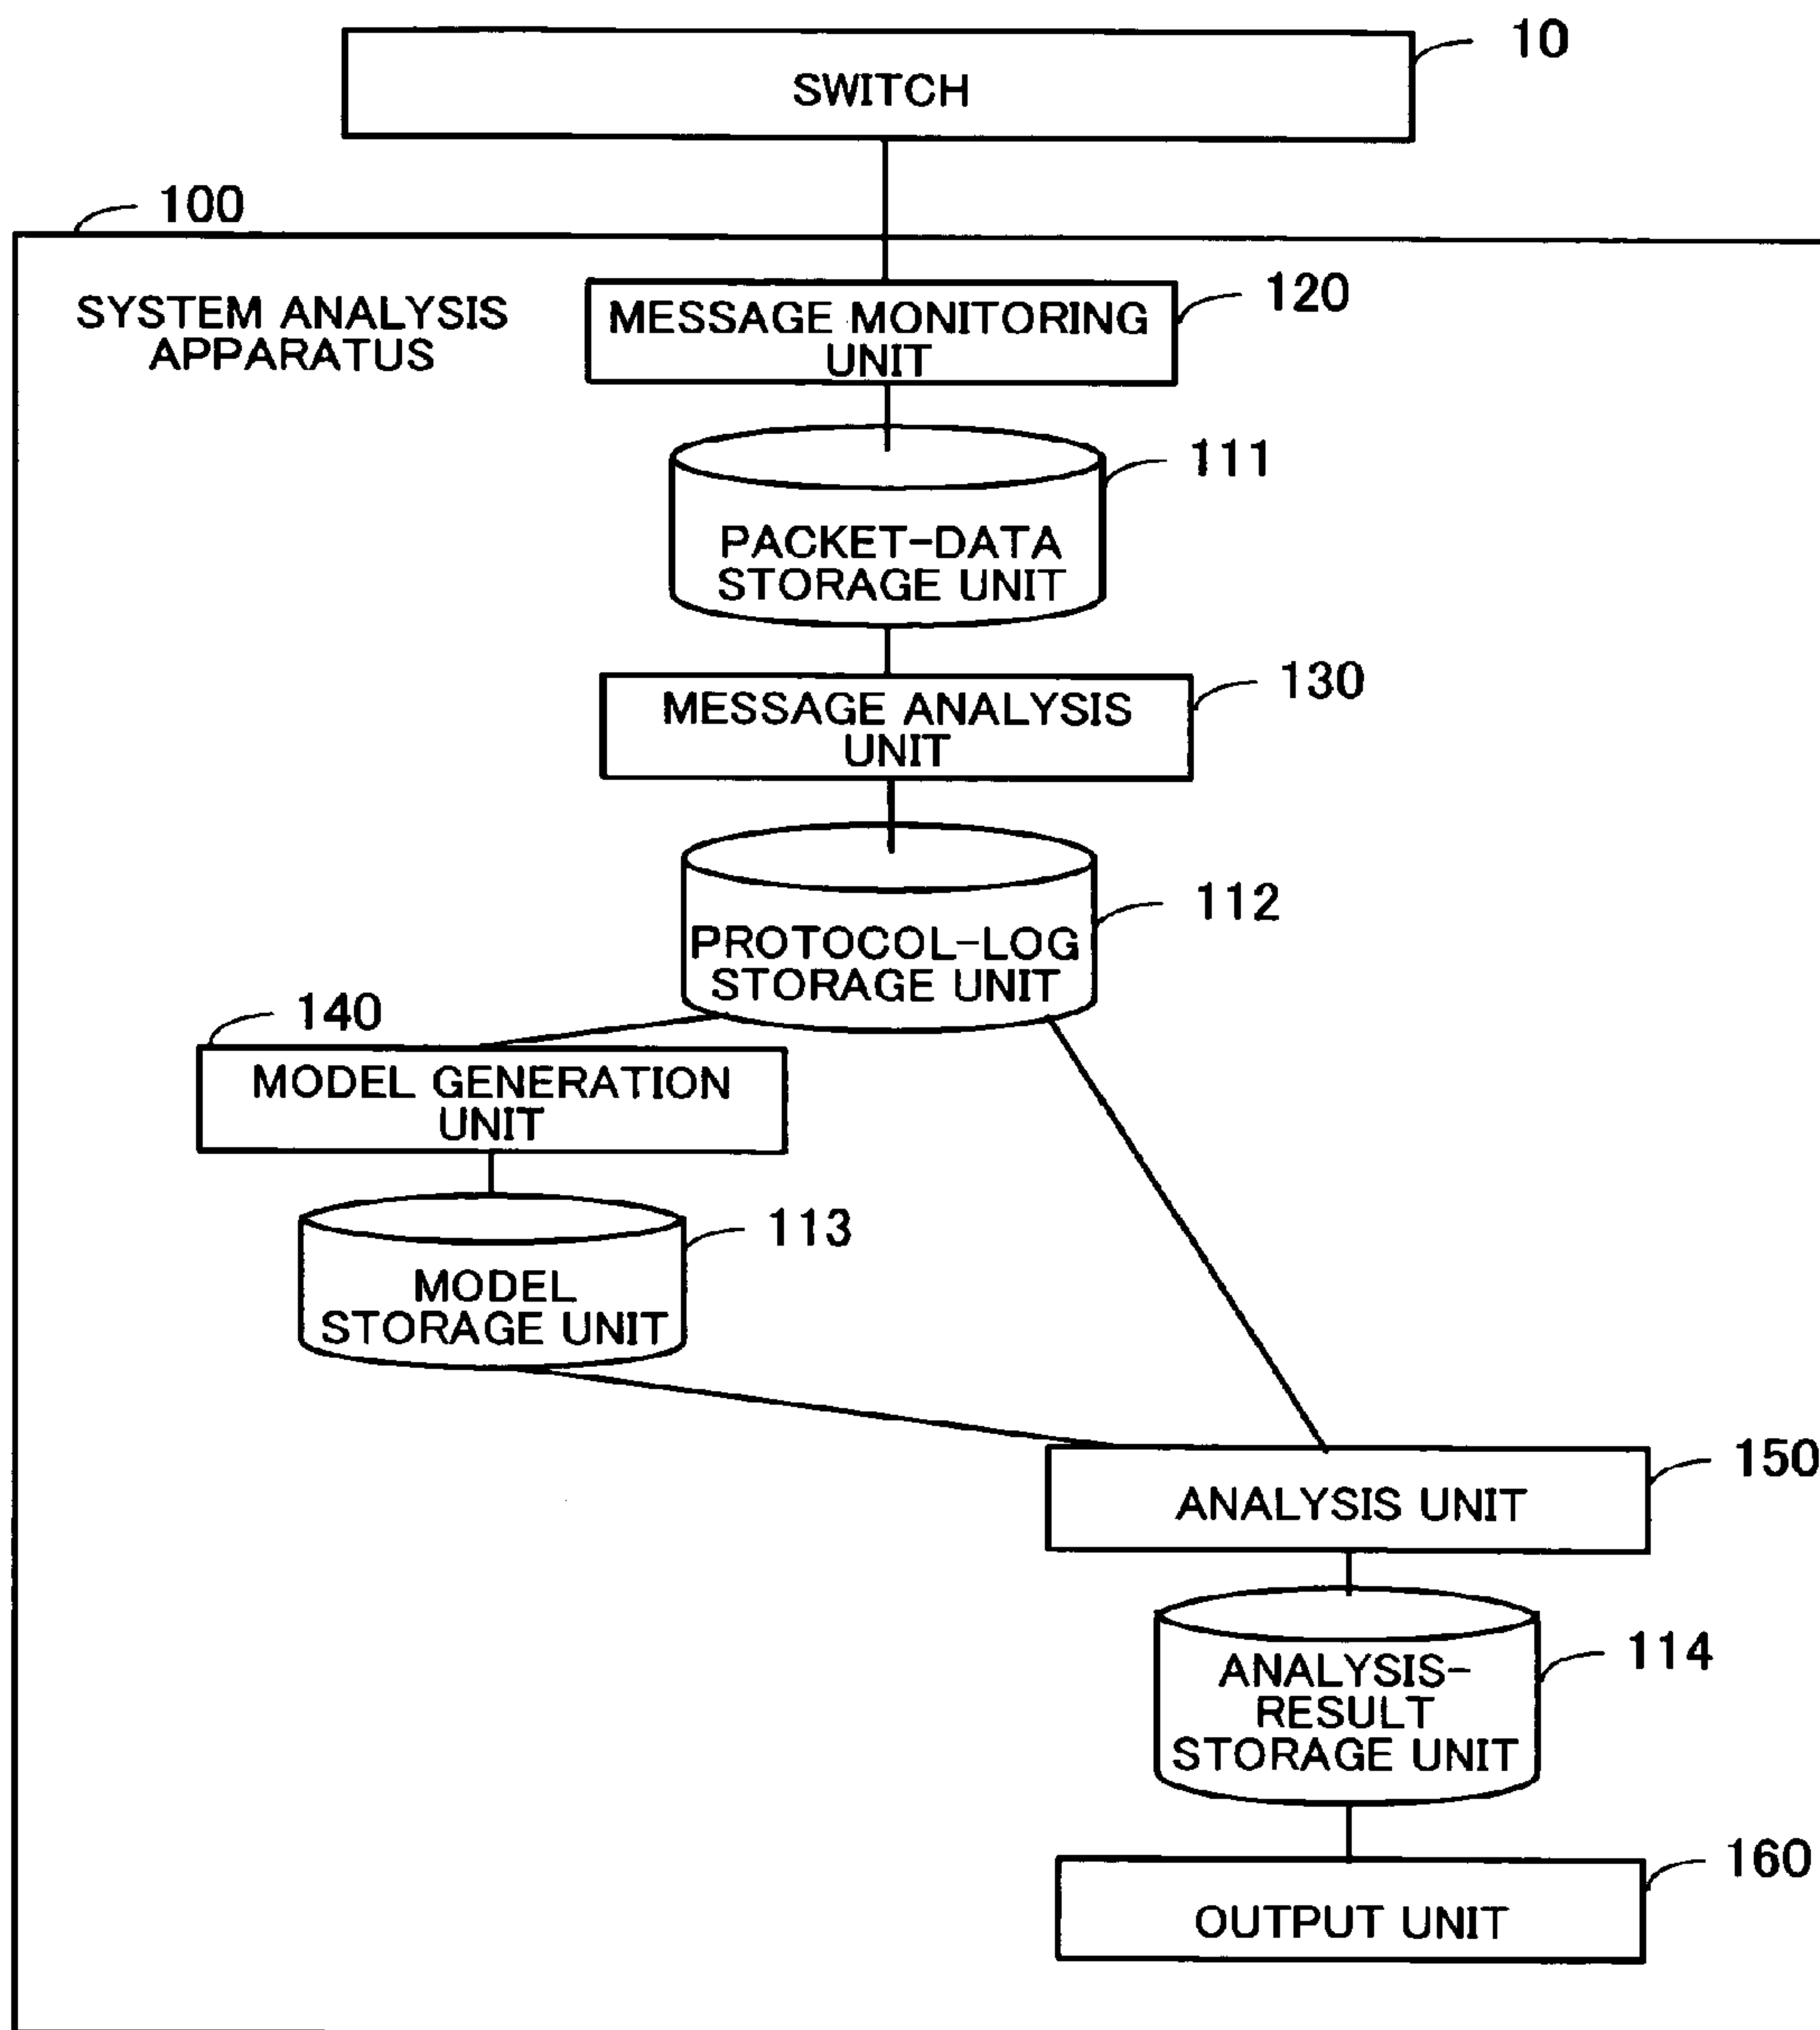 10
SWITCH
100
SYSTEM ANALYSIS
APPARATUS
120
MESSAGE MONITORING
UNIT
111
PACKET-DATA
STORAGE UNIT
130
MESSAGE ANALYSIS
UNIT
112
PROTOCOL-LOG
STORAGE UNIT
140
MODEL GENERATION
UNIT
113
MODEL
STORAGE UNIT
150
ANALYSIS UNIT
114
ANALYSIS-
RESULT
STORAGE UNIT
160
OUTPUT UNIT